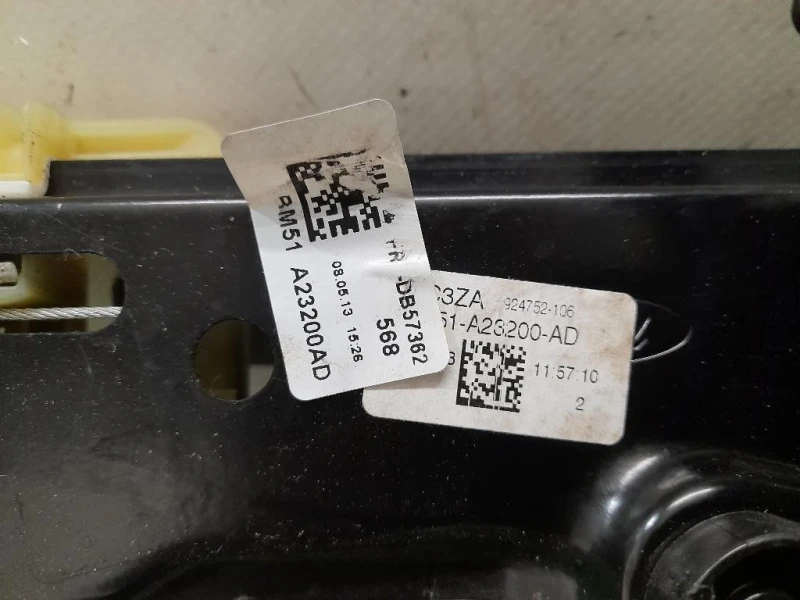 BM51 A23200AD
08.05.13 15:26
568
-DB57362
C3ZA 924752-106
51-A23200-AD
11:57:10
2